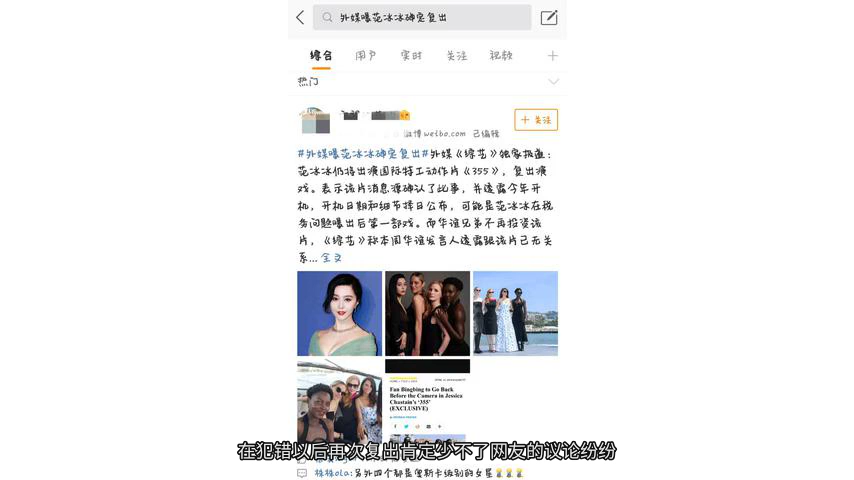 外媒曝范冰冰确定复出
综合 用户 实时 关注 视频
热门
微博 weibo.com 已编辑
+ 关注
#外媒曝范冰冰确定复出#外媒《综艺》独家报道：
范冰冰仍将出演国际特工动作片《355》，复出演
戏。表示该片消息源确认了此事，并透露今年开
机，开机日期和细节择日公布，可能是范冰冰在税
务问题曝出后第一部戏。而华谊兄弟不再投资该
片，《综艺》称本周华谊发言人透露跟该片已无关
系... 全文
Fan Bingbing to Go Back
Before the Camera in Jessica
Chastain's '355'
(EXCLUSIVE)
在犯错以后再次复出肯定少不了网友的议论纷纷
株株ola:另外四个都是奥斯卡级别的女星